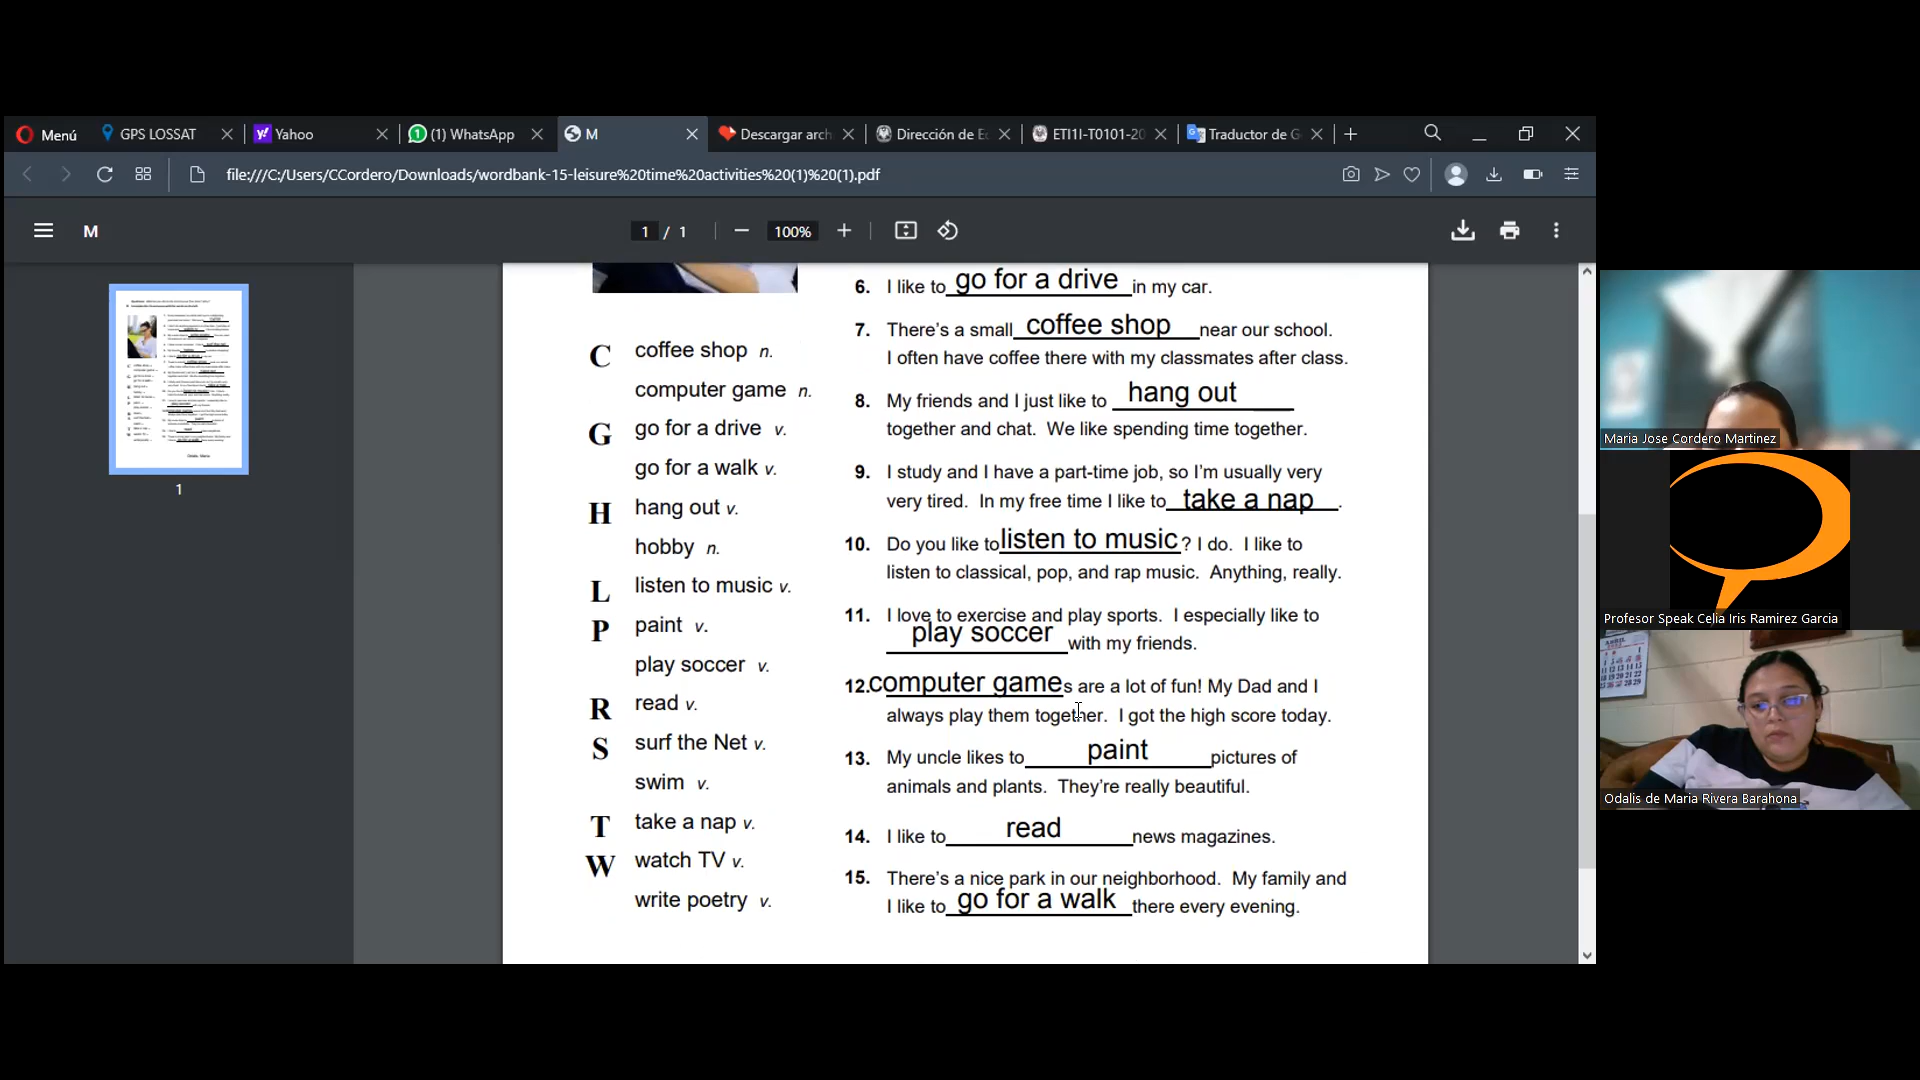 Menú
GPS LOSSAT
Yahoo
(1) WhatsApp
M
Descargar arch
Dirección de E
ETI1I-T0101-20
Traductor de G
file:///C:/Users/CCordero/Downloads/wordbank-15-leisure%20time%20activities%20(1)%20(1).pdf
M
1 / 1
100%
1
C coffee shop n.
computer game n.
G go for a drive v.
go for a walk v.
H hang out v.
hobby n.
L listen to music v.
P paint v.
play soccer v.
R read v.
S surf the Net v.
swim v.
T take a nap v.
W watch TV v.
write poetry v.
6. I like to go for a drive in my car.
7. There's a small coffee shop near our school.
I often have coffee there with my classmates after class.
8. My friends and I just like to hang out
together and chat. We like spending time together.
9. I study and I have a part-time job, so I'm usually very
very tired. In my free time I like to take a nap.
10. Do you like to listen to music? I do. I like to
listen to classical, pop, and rap music. Anything, really.
11. I love to exercise and play sports. I especially like to
play soccer with my friends.
12. computer games are a lot of fun! My Dad and I
always play them together. I got the high score today.
13. My uncle likes to paint pictures of
animals and plants. They're really beautiful.
14. I like to read news magazines.
15. There's a nice park in our neighborhood. My family and
I like to go for a walk there every evening.
Maria Jose Cordero Martinez
Profesor Speak Celia Iris Ramirez Garcia
ABRIL
Odalis de Maria Rivera Barahona